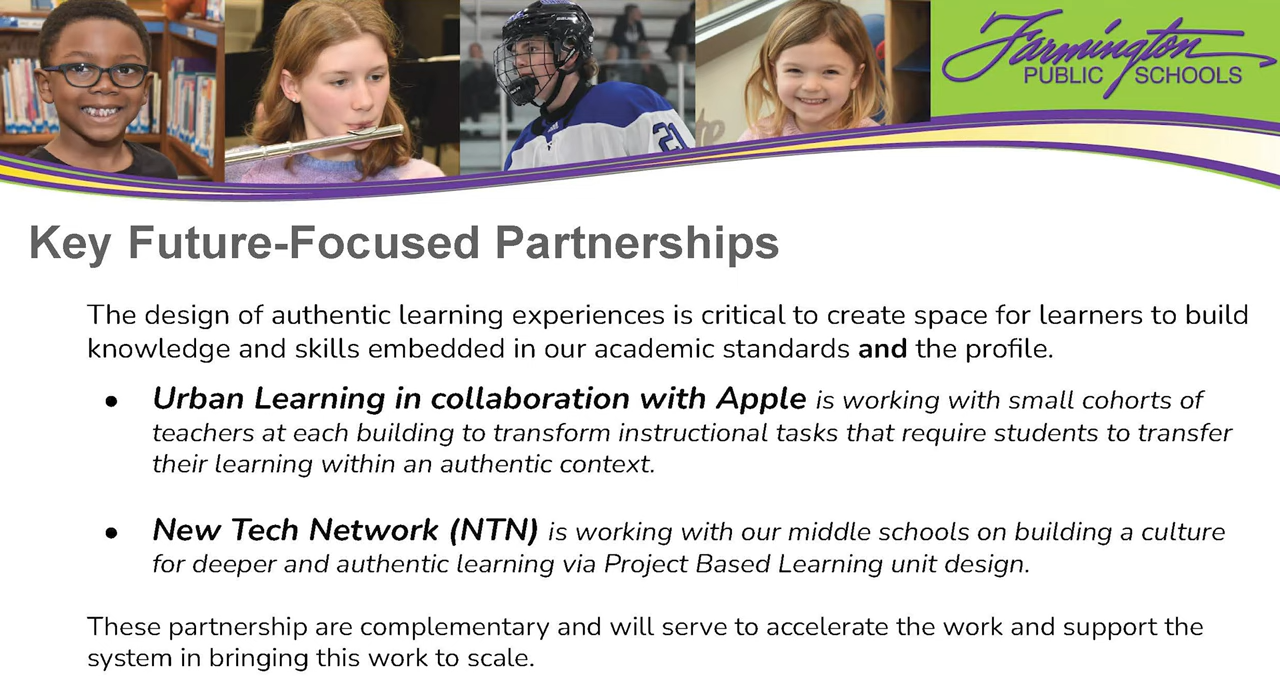 Farmington
PUBLIC SCHOOLS
21
Key Future-Focused Partnerships
The design of authentic learning experiences is critical to create space for learners to build
knowledge and skills embedded in our academic standards and the profile.
• Urban Learning in collaboration with Apple is working with small cohorts of
teachers at each building to transform instructional tasks that require students to transfer
their learning within an authentic context.
• New Tech Network (NTN) is working with our middle schools on building a culture
for deeper and authentic learning via Project Based Learning unit design.
These partnership are complementary and will serve to accelerate the work and support the
system in bringing this work to scale.